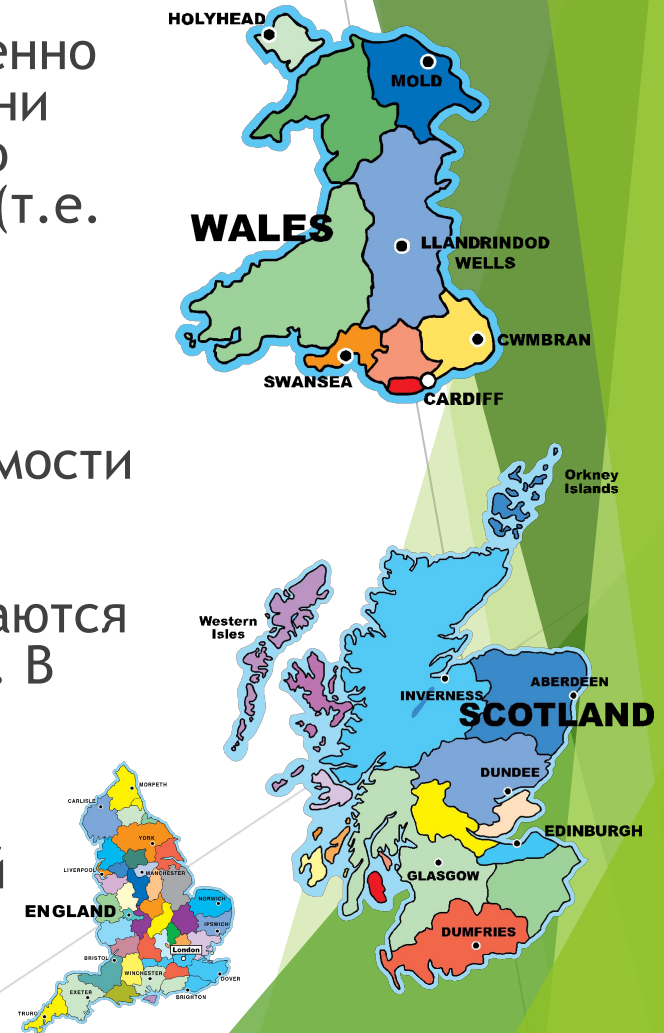 HOLYHEAD
енно
ни
о
(т.е.
MOLD
WALES
LLANDRINDOD
WELLS
CWMBRAN
SWANSEA
CARDIFF
мости
аются
. В
й
Orkney
Islands
Western
Isles
INVERNESS
ABERDEEN
SCOTLAND
DUNDEE
EDINBURGH
GLASGOW
DUMFRIES
MORPETH
CARLISLE
YORK
LIVERPOOL
MANCHESTER
NORWICH
ENGLAND
IPSWICH
London
BRISTOL
WINCHESTER
DOVER
EXETER
BRIGHTON
TRURO